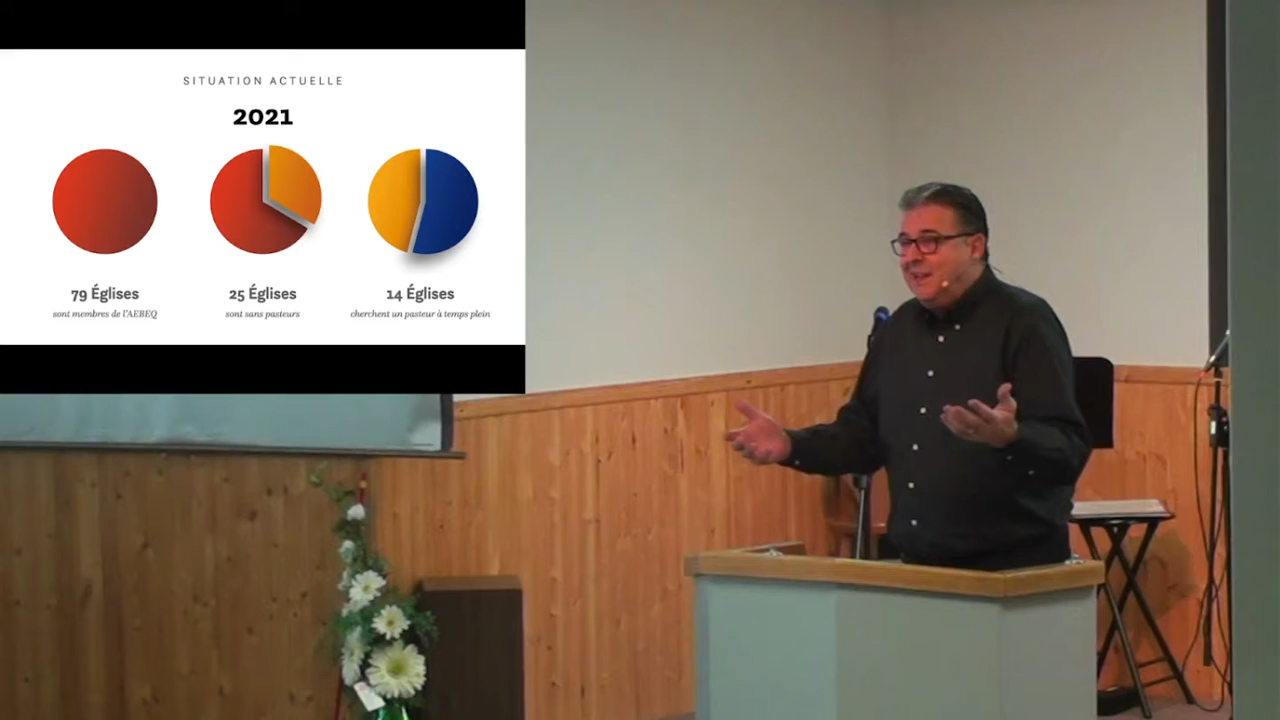 SITUATION ACTUELLE
2021
79 Églises
sont membres de l'AEBEQ
25 Églises
sont sans pasteurs
14 Églises
cherchent un pasteur à temps plein